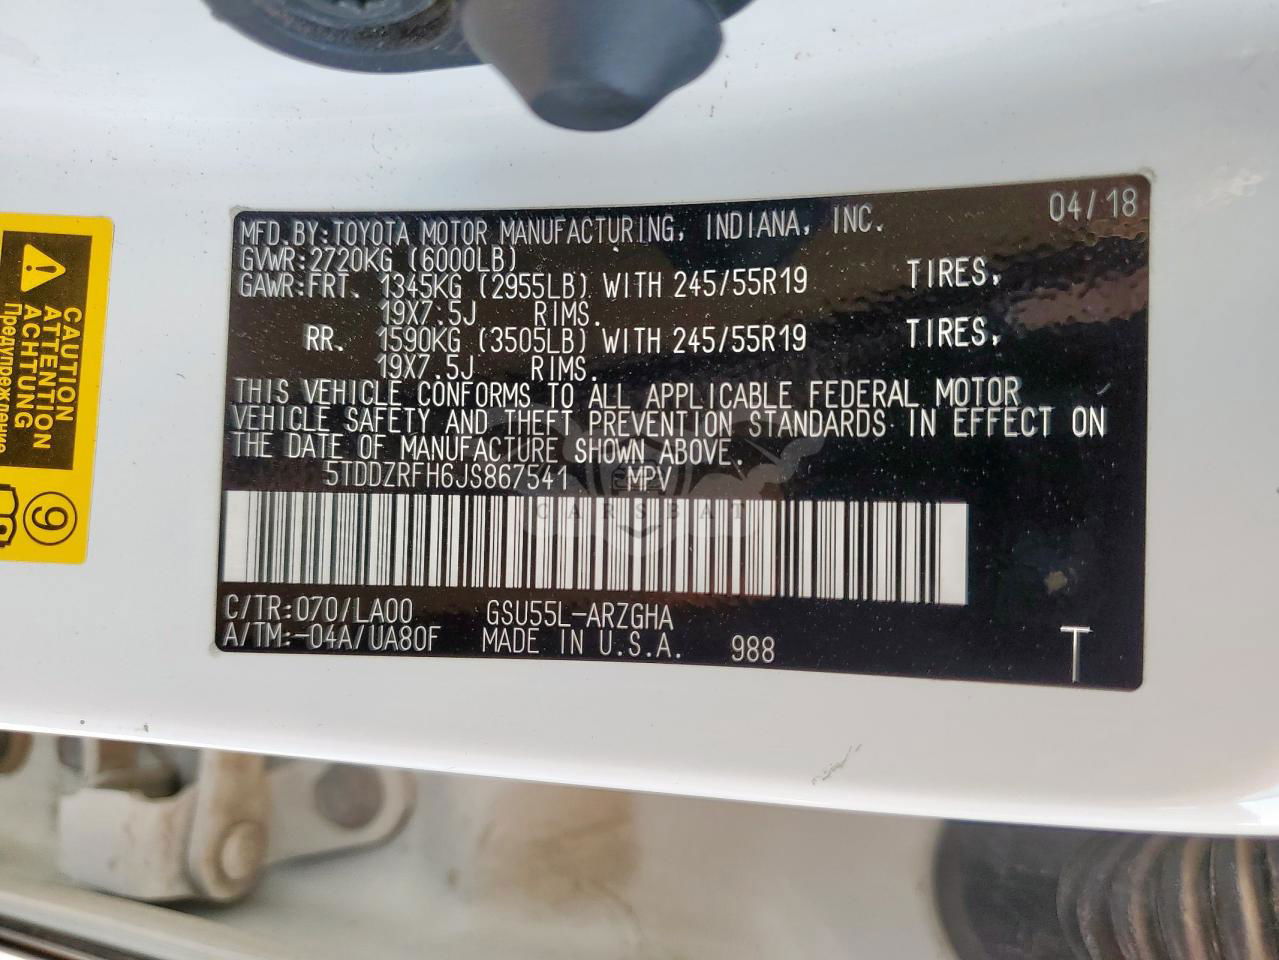 MFD.BY:TOYOTA MOTOR MANUFACTURING, INDIANA, INC. 04/18
GVWR:2720KG (6000LB)
GAWR:FRT. 1345KG (2955LB) WITH 245/55R19 TIRES,
19X7.5J RIMS.
RR. 1590KG (3505LB) WITH 245/55R19 TIRES,
19X7.5J RIMS.
THIS VEHICLE CONFORMS TO ALL APPLICABLE FEDERAL MOTOR
VEHICLE SAFETY AND THEFT PREVENTION STANDARDS IN EFFECT ON
THE DATE OF MANUFACTURE SHOWN ABOVE.
5TDDZRFH6JS867541 MPV
CARSBAT
C/TR:070/LA00 GSU55L-ARZGHA
A/TM:-04A/UA80F MADE IN U.S.A. 988
T
CAUTION
ATTENTION
ACHTUNG
Предупреждение
9